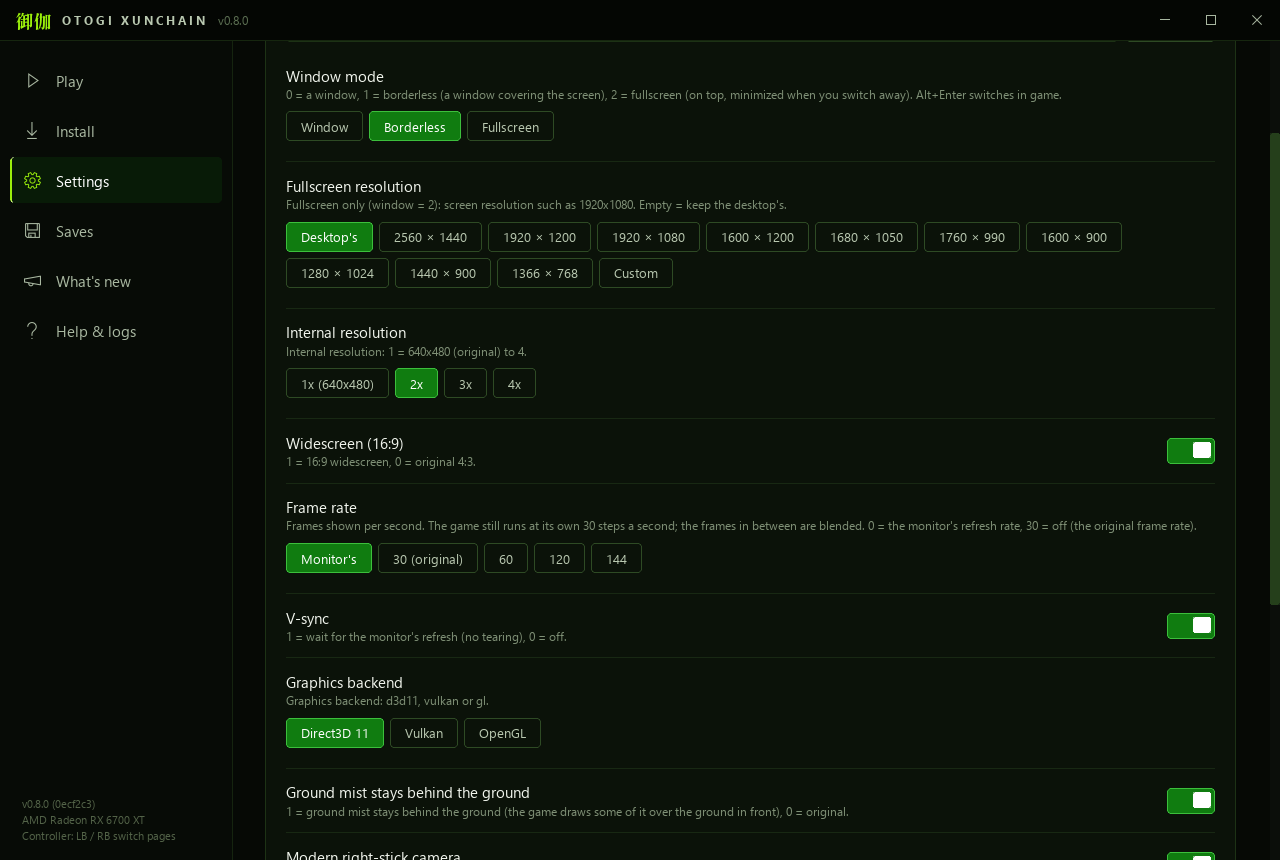 御伽 OTOGI XUNCHAIN v0.8.0
Play
Install
Settings
Saves
What's new
Help & logs
v0.8.0 (0ecf2c3)
AMD Radeon RX 6700 XT
Controller: LB / RB switch pages
Window mode
0 = a window, 1 = borderless (a window covering the screen), 2 = fullscreen (on top, minimized when you switch away). Alt+Enter switches in game.
Window Borderless Fullscreen
Fullscreen resolution
Fullscreen only (window = 2): screen resolution such as 1920x1080. Empty = keep the desktop's.
Desktop's 2560 × 1440 1920 × 1200 1920 × 1080 1600 × 1200 1680 × 1050 1760 × 990 1600 × 900
1280 × 1024 1440 × 900 1366 × 768 Custom
Internal resolution
Internal resolution: 1 = 640x480 (original) to 4.
1x (640x480) 2x 3x 4x
Widescreen (16:9)
1 = 16:9 widescreen, 0 = original 4:3.
Frame rate
Frames shown per second. The game still runs at its own 30 steps a second; the frames in between are blended. 0 = the monitor's refresh rate, 30 = off (the original frame rate).
Monitor's 30 (original) 60 120 144
V-sync
1 = wait for the monitor's refresh (no tearing), 0 = off.
Graphics backend
Graphics backend: d3d11, vulkan or gl.
Direct3D 11 Vulkan OpenGL
Ground mist stays behind the ground
1 = ground mist stays behind the ground (the game draws some of it over the ground in front), 0 = original.
Modern right-stick camera